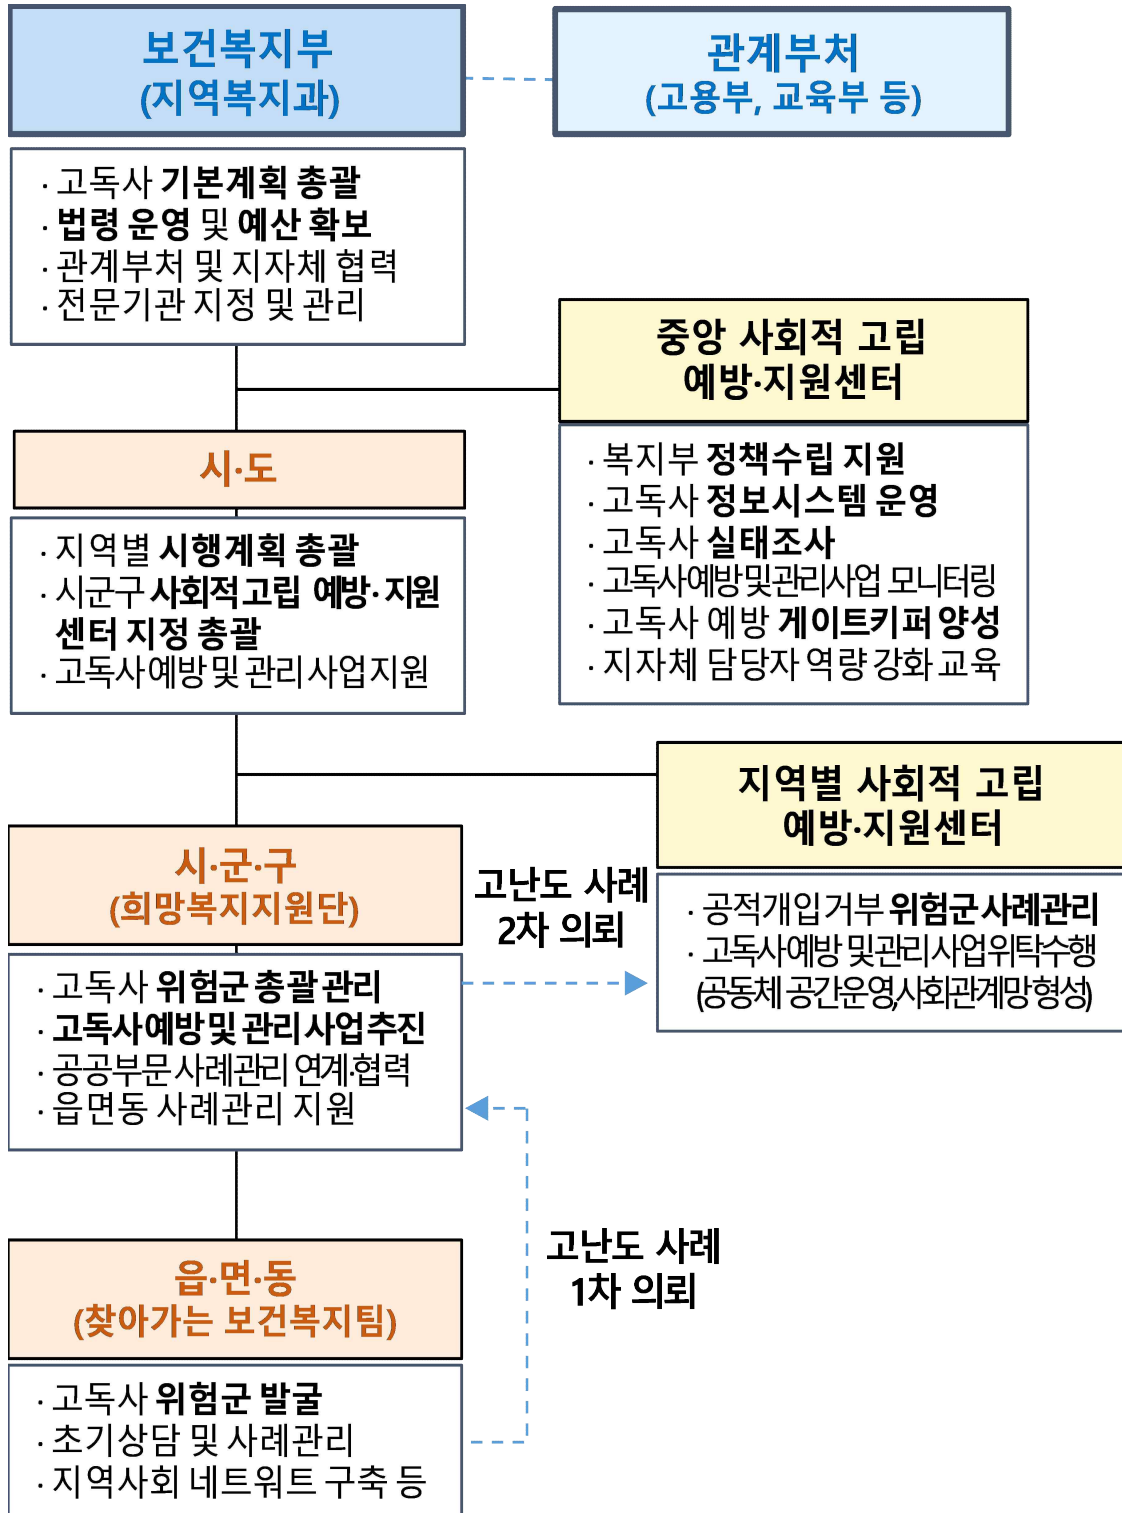 보건복지부
(지역복지과)
관계부처
(고용부, 교육부 등)
· 고독사 기본계획 총괄
· 법령 운영 및 예산 확보
· 관계부처 및 지자체 협력
· 전문기관 지정 및 관리
중앙 사회적 고립
예방·지원센터
· 복지부 정책수립 지원
· 고독사 정보시스템 운영
· 고독사 실태조사
· 고독사예방및관리사업 모니터링
· 고독사 예방 게이트키퍼 양성
· 지자체 담당자 역량 강화 교육
시·도
· 지역별 시행계획 총괄
· 시군구 사회적고립 예방·지원
센터 지정 총괄
· 고독사예방및 관리사업지원
지역별 사회적 고립
예방·지원센터
· 공적개입거부 위험군사례관리
· 고독사예방 및관리사업위탁수행
(공동체 공간운영,사회관계망형성)
시·군·구
(희망복지지원단)
고난도 사례
2차 의뢰
· 고독사 위험군 총괄관리
· 고독사예방및 관리사업추진
· 공공부문사례관리 연계·협력
· 읍면동 사례관리 지원
고난도 사례
1차 의뢰
읍·면·동
(찾아가는 보건복지팀)
· 고독사 위험군 발굴
· 초기상담 및 사례관리
· 지역사회 네트워트 구축 등